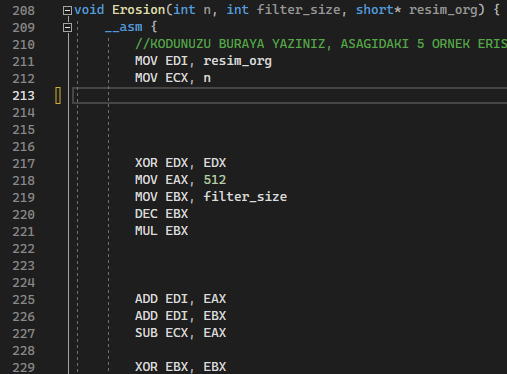 208 void Erosion(int n, int filter_size, short* resim_org) {
209 __asm {
210 //KODUNUZU BURAYA YAZINIZ, ASAGIDAKI 5 ORNEK ERIS
211 MOV EDI, resim_org
212 MOV ECX, n
213
214
215
216
217 XOR EDX, EDX
218 MOV EAX, 512
219 MOV EBX, filter_size
220 DEC EBX
221 MUL EBX
222
223
224
225 ADD EDI, EAX
226 ADD EDI, EBX
227 SUB ECX, EAX
228
229 XOR EBX, EBX